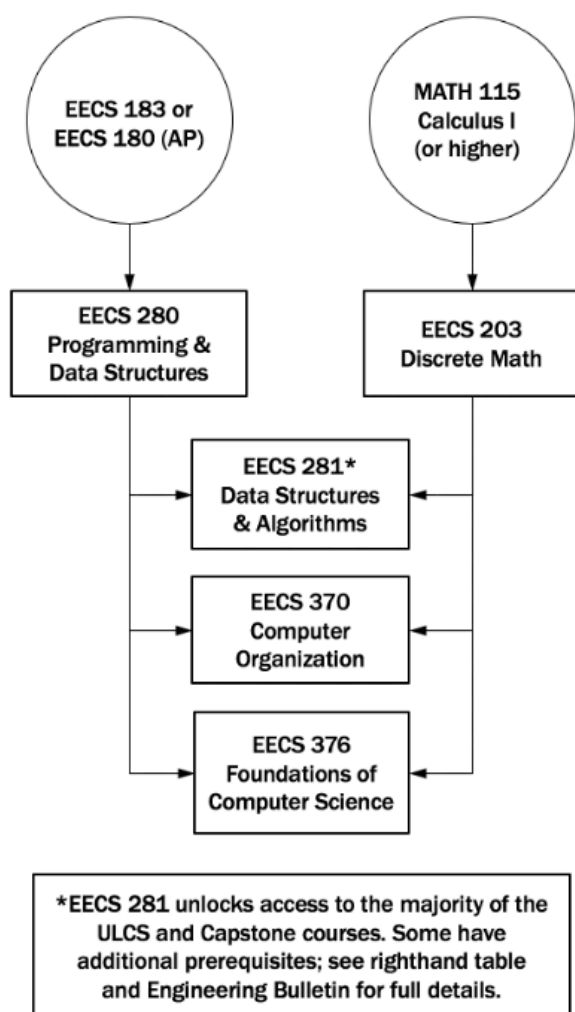 EECS 183 or
EECS 180 (AP)
MATH 115
Calculus I
(or higher)
EECS 280
Programming &
Data Structures
EECS 203
Discrete Math
EECS 281*
Data Structures
& Algorithms
EECS 370
Computer
Organization
EECS 376
Foundations of
Computer Science
*EECS 281 unlocks access to the majority of the
ULCS and Capstone courses. Some have
additional prerequisites; see righthand table
and Engineering Bulletin for full details.